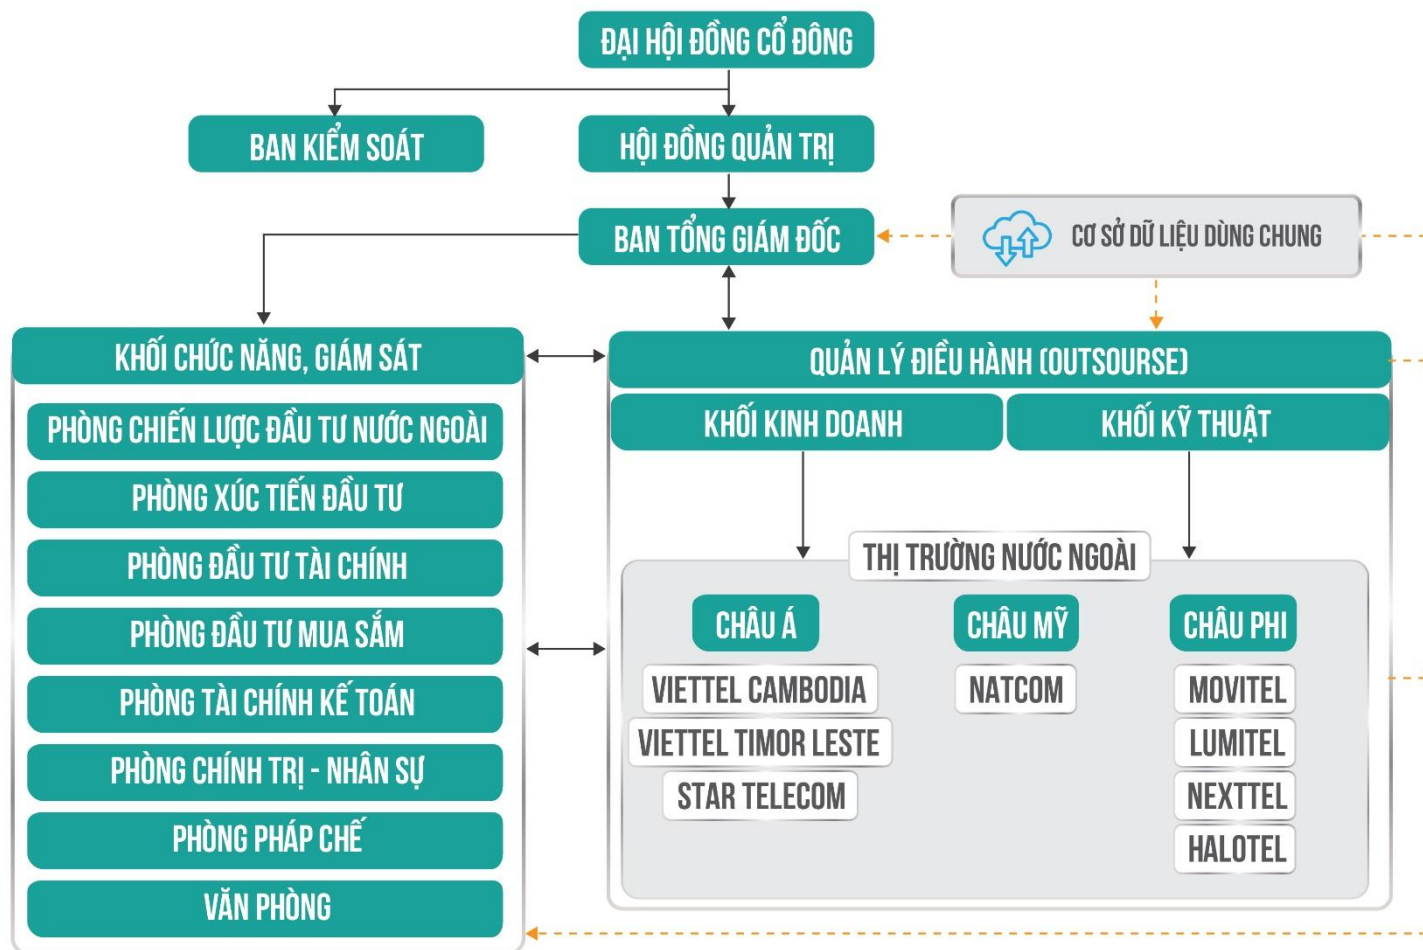 ĐẠI HỘI ĐỒNG CỔ ĐÔNG
BAN KIỂM SOÁT
HỘI ĐỒNG QUẢN TRỊ
BAN TỔNG GIÁM ĐỐC
CƠ SỞ DỮ LIỆU DÙNG CHUNG
KHỐI CHỨC NĂNG, GIÁM SÁT
PHÒNG CHIẾN LƯỢC ĐẦU TƯ NƯỚC NGOÀI
PHÒNG XÚC TIẾN ĐẦU TƯ
PHÒNG ĐẦU TƯ TÀI CHÍNH
PHÒNG ĐẦU TƯ MUA SẮM
PHÒNG TÀI CHÍNH KẾ TOÁN
PHÒNG CHÍNH TRỊ - NHÂN SỰ
PHÒNG PHÁP CHẾ
VĂN PHÒNG
QUẢN LÝ ĐIỀU HÀNH (OUTSOURSE)
KHỐI KINH DOANH
KHỐI KỸ THUẬT
THỊ TRƯỜNG NƯỚC NGOÀI
CHÂU Á
VIETTEL CAMBODIA
VIETTEL TIMOR LESTE
STAR TELECOM
CHÂU MỸ
NATCOM
CHÂU PHI
MOVITEL
LUMITEL
NEXTTEL
HALOTEL